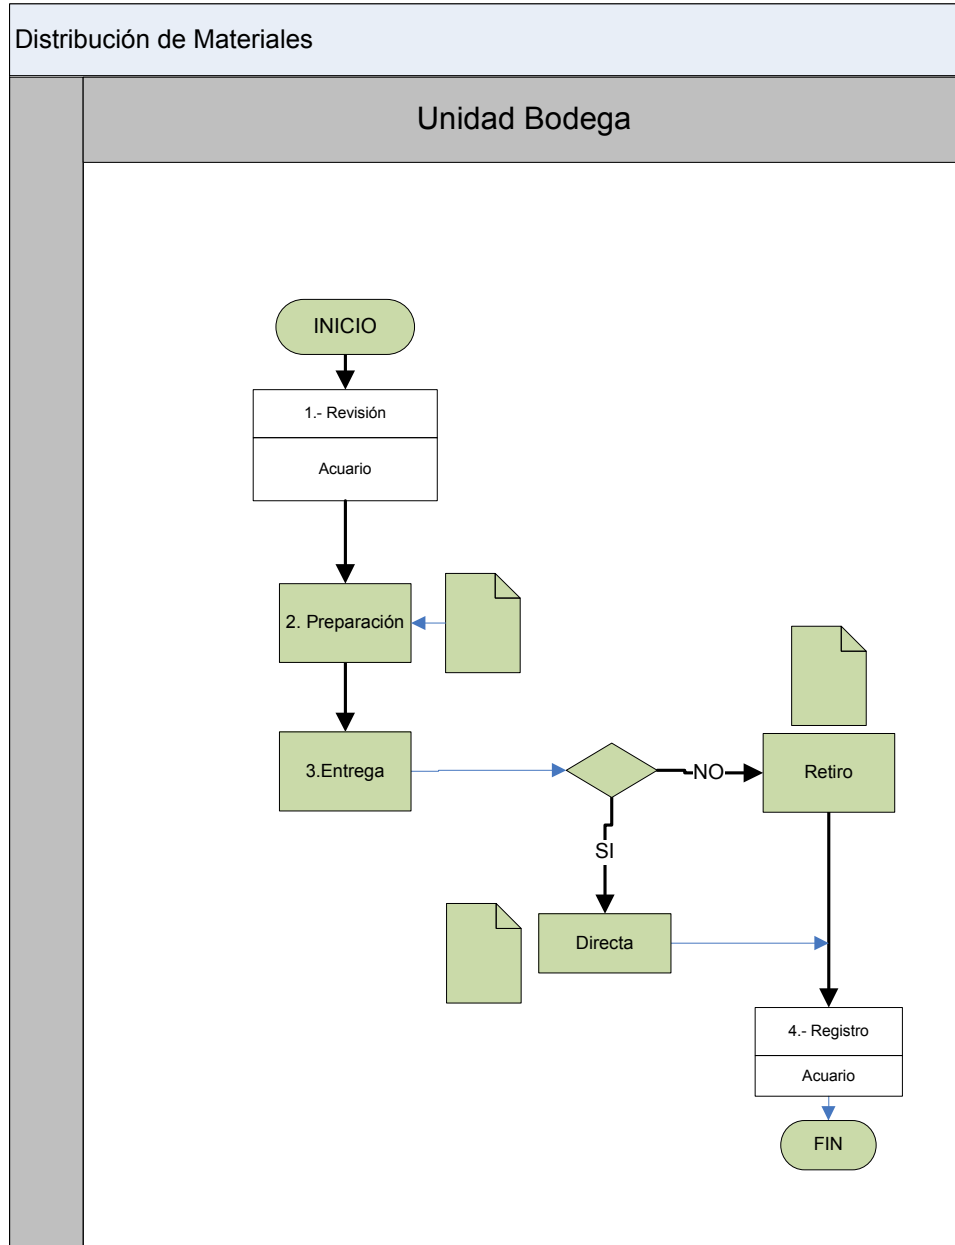 Distribución de Materiales
Unidad Bodega
INICIO
1.- Revisión
Acuario
2. Preparación
3.Entrega
NO
Retiro
SI
Directa
4.- Registro
Acuario
FIN